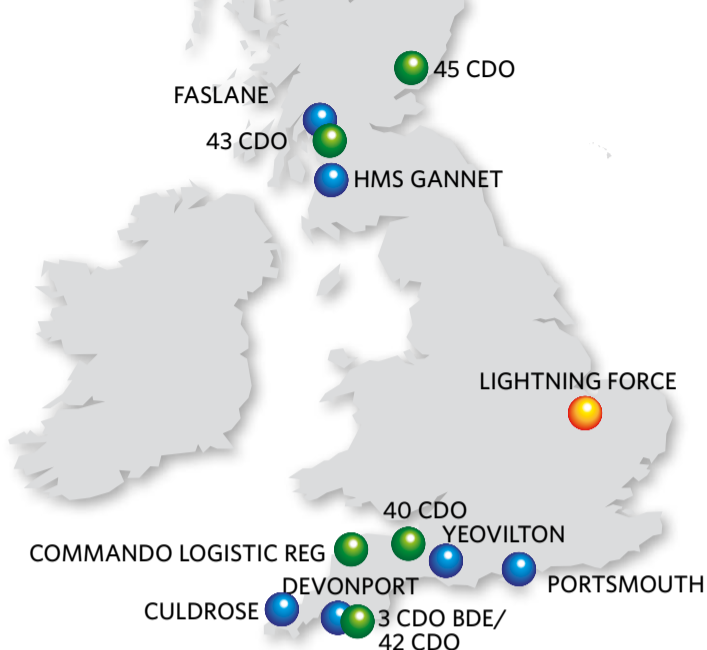 45 CDO
FASLANE
43 CDO
HMS GANNET
LIGHTNING FORCE
40 CDO
YEOVILTON
COMMANDO LOGISTIC REG
DEVONPORT
PORTSMOUTH
CULDROSE
3 CDO BDE/
42 CDO